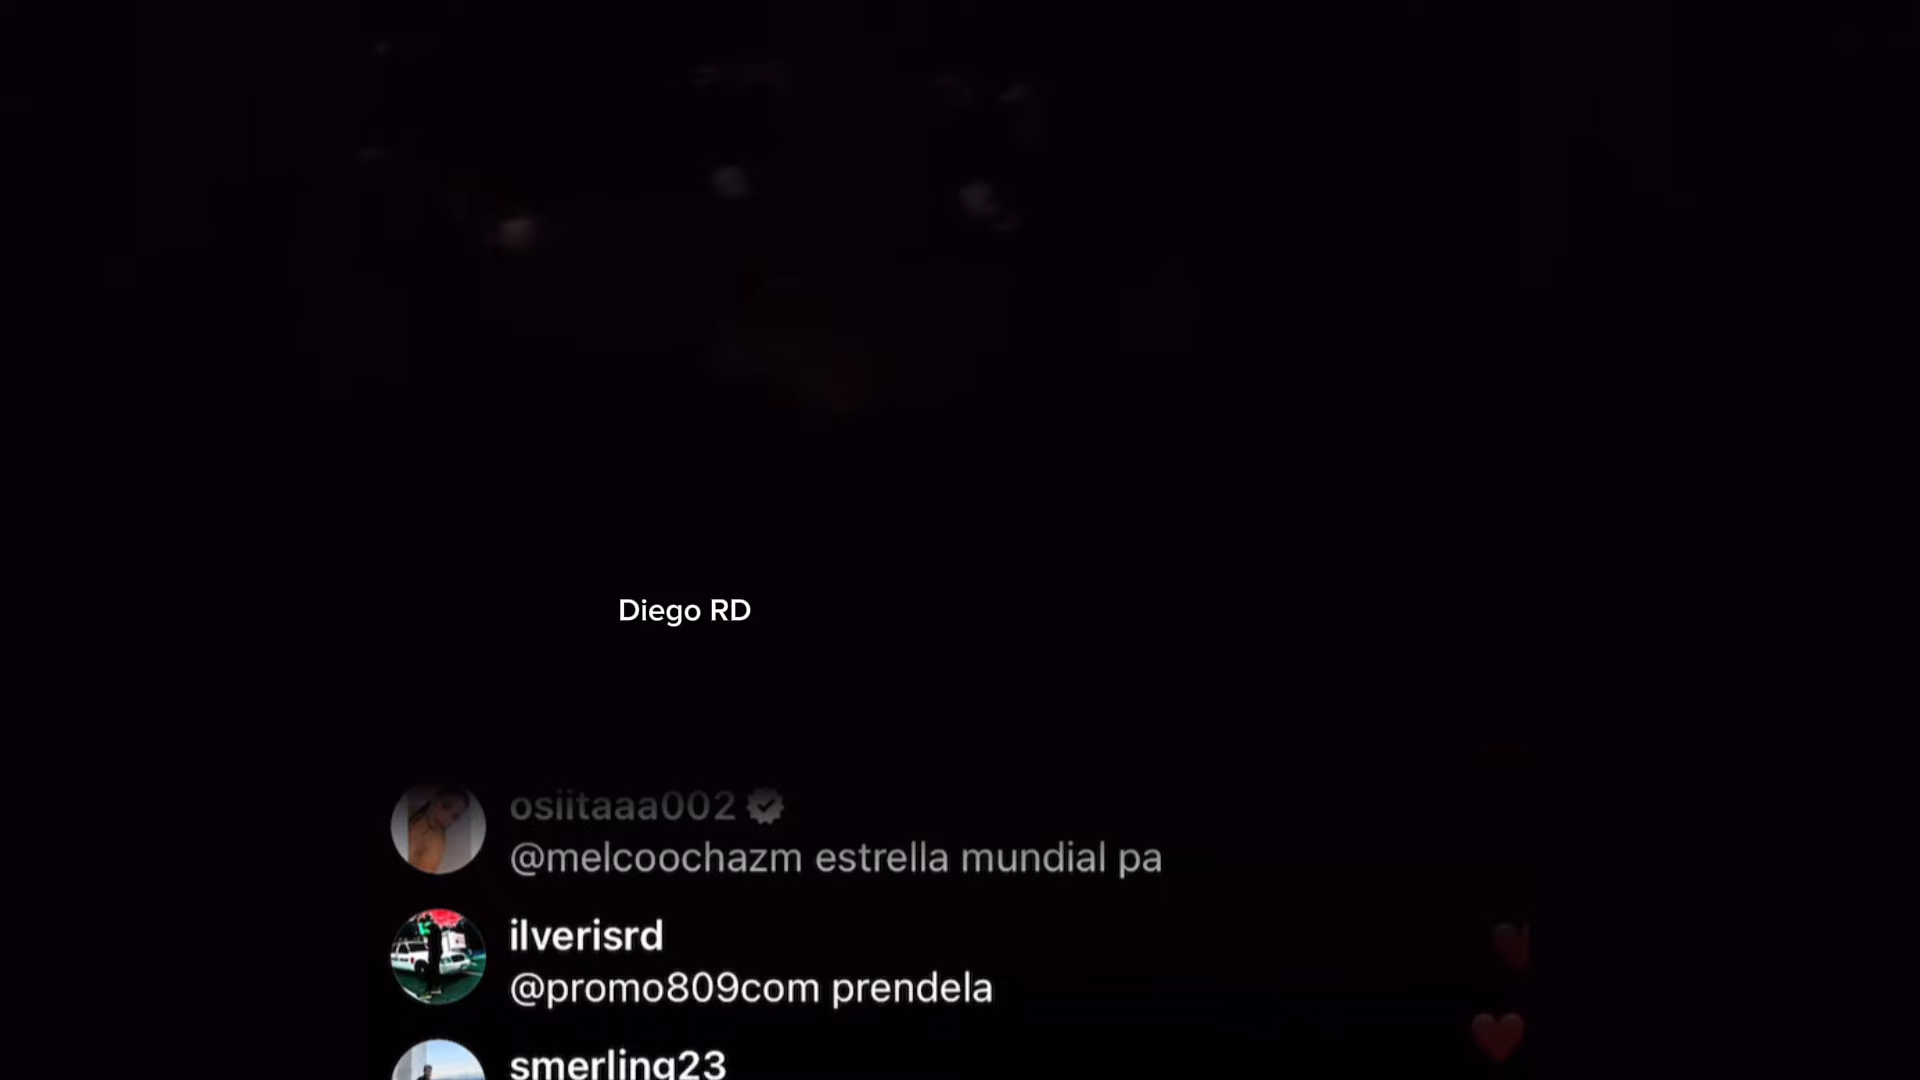 Diego RD
osiitaaa002
@melcoochazm estrella mundial pa
ilverisrd
@promo809com prendela
smerling23